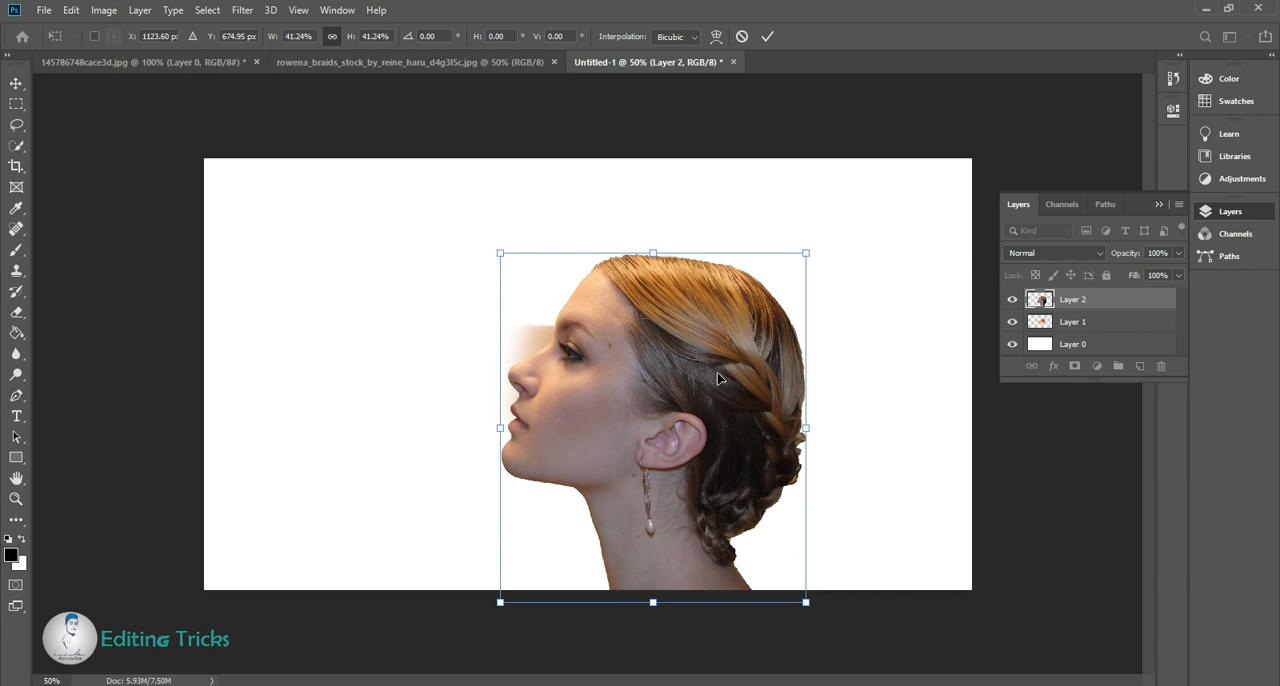 Ps File Edit Image Layer Type Select Filter 3D View Window Help
X: 1123.60 px Y: 674.95 px W: 41.24% H: 41.24% 0.00 ° H: 0.00 ° V: 0.00 ° Interpolation: Bicubic
145786748cace3d.jpg @ 100% (Layer 0, RGB/8#) * × rowena_braids_stock_by_reine_haru_d4g3l5c.jpg @ 50% (RGB/8) × Untitled-1 @ 50% (Layer 2, RGB/8) * ×
Color
Swatches
Learn
Libraries
Adjustments
Layers
Channels
Paths
Layers Channels Paths
Kind
Normal Opacity: 100%
Lock: Fill: 100%
Layer 2
Layer 1
Layer 0
Editing Tricks
50% Doc: 5.93M/7.50M